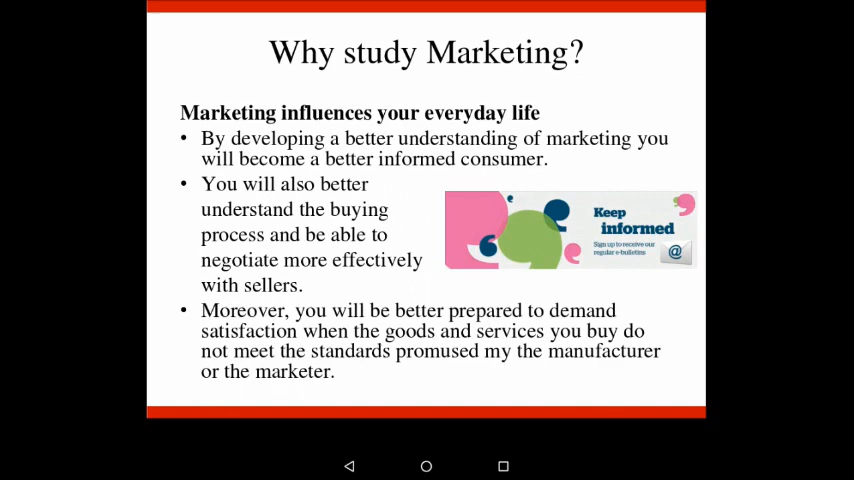 Why study Marketing?
Marketing influences your everyday life
• By developing a better understanding of marketing you
will become a better informed consumer.
• You will also better
understand the buying
process and be able to
negotiate more effectively
with sellers.
Keep
informed
Sign up to receive our
regular e-bulletins
@
• Moreover, you will be better prepared to demand
satisfaction when the goods and services you buy do
not meet the standards promused my the manufacturer
or the marketer.